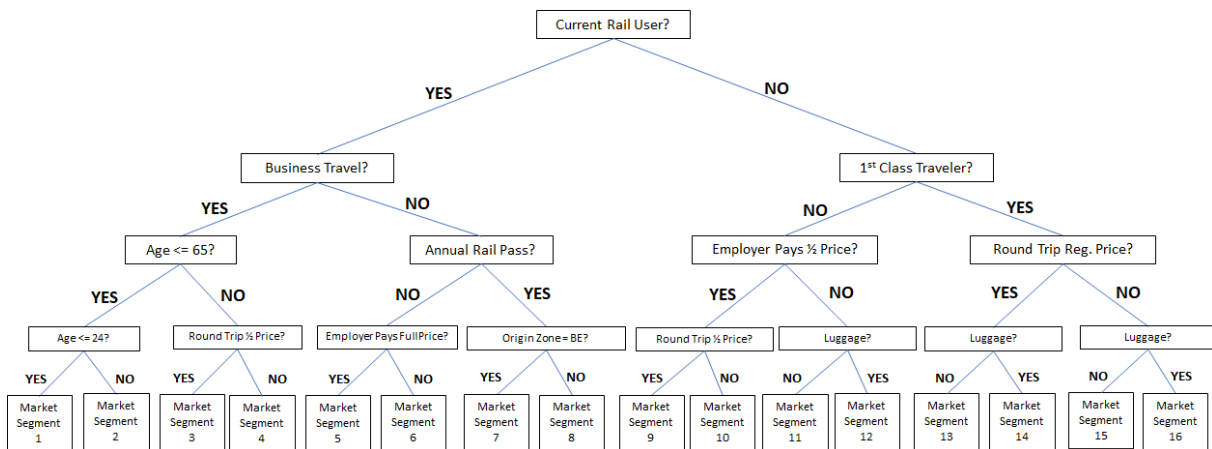 Current Rail User?
YES
NO
Business Travel?
1st Class Traveler?
YES
NO
NO
YES
Age <= 65?
Annual Rail Pass?
Employer Pays ½ Price?
Round Trip Reg. Price?
YES
NO
NO
YES
YES
NO
YES
NO
Age <= 24?
Round Trip ½ Price?
Employer Pays Full Price?
Origin Zone = BE?
Round Trip ½ Price?
Luggage?
Luggage?
Luggage?
YES
NO
YES
NO
YES
NO
YES
NO
YES
NO
NO
YES
NO
YES
NO
YES
Market
Segment
1
Market
Segment
2
Market
Segment
3
Market
Segment
4
Market
Segment
5
Market
Segment
6
Market
Segment
7
Market
Segment
8
Market
Segment
9
Market
Segment
10
Market
Segment
11
Market
Segment
12
Market
Segment
13
Market
Segment
14
Market
Segment
15
Market
Segment
16